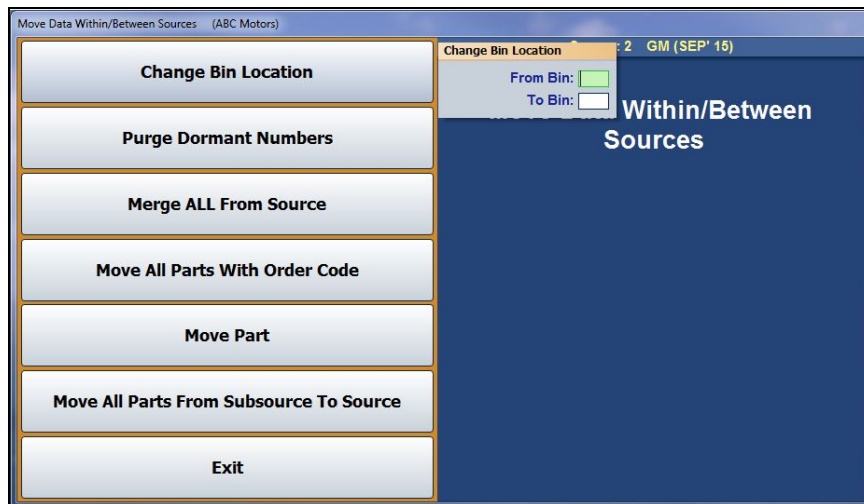 Move Data Within/Between Sources (ABC Motors)
Change Bin Location
Purge Dormant Numbers
Merge ALL From Source
Move All Parts With Order Code
Move Part
Move All Parts From Subsource To Source
Exit
: 2 GM (SEP' 15)
Change Bin Location
From Bin:
To Bin:
Within/Between
Sources